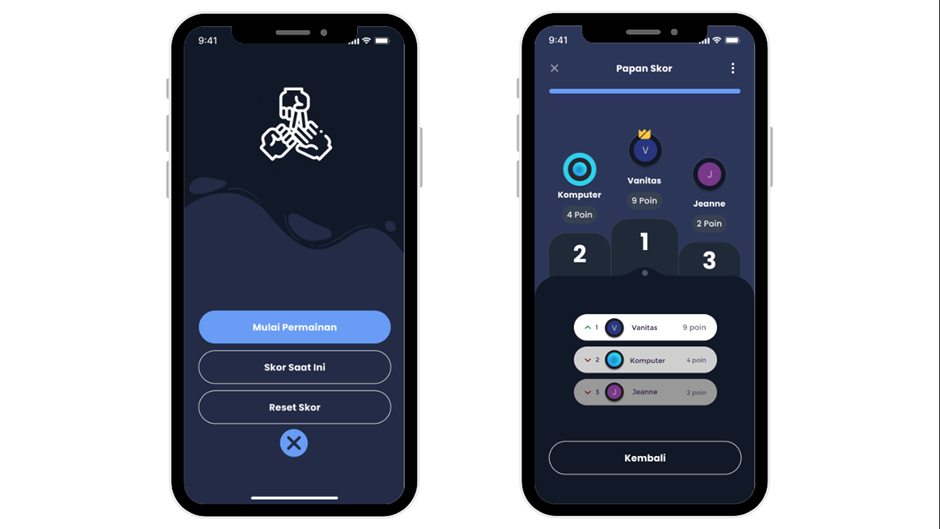 9:41
Mulai Permainan
Skor Saat Ini
Reset Skor
9:41
Papan Skor
V
Vanitas
9 Poin
Komputer
4 Poin
J
Jeanne
2 Poin
2
1
3
1 V Vanitas 9 poin
2 Komputer 4 poin
3 J Jeanne 2 poin
Kembali